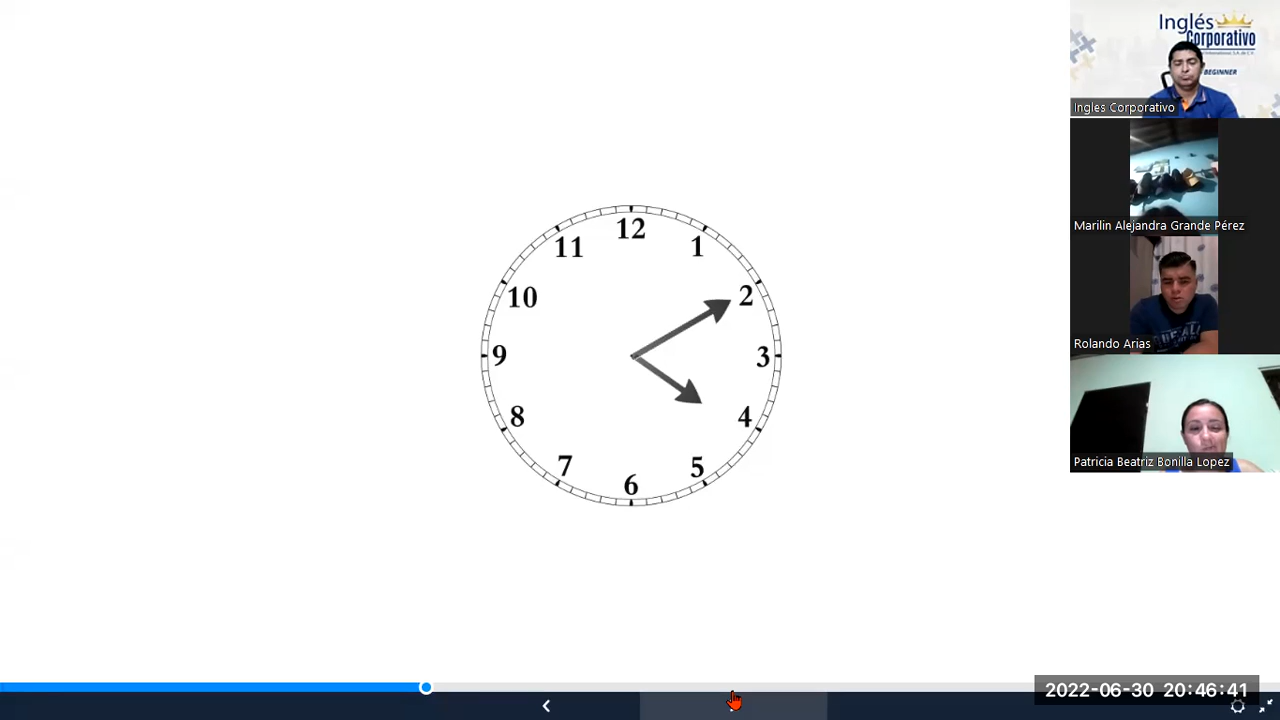 12
11
1
10
2
9
3
8
4
7
5
6
Inglés
Corporativo
BEGINNER
Ingles Corporativo
Marilin Alejandra Grande Pérez
Rolando Arias
Patricia Beatriz Bonilla Lopez
2022-06-30 20:46:41